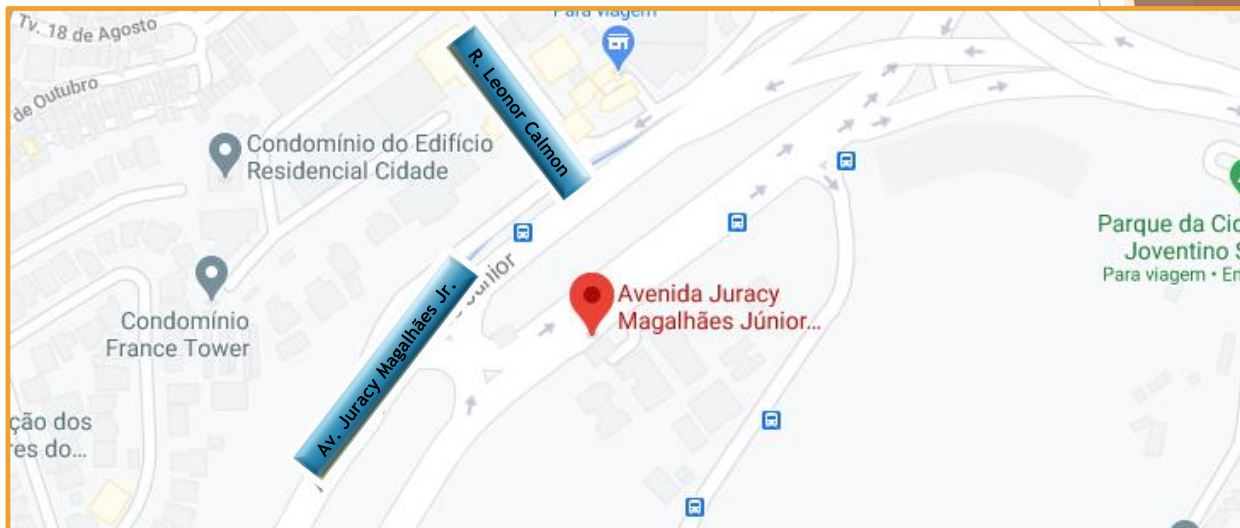 Para viagem
Tv. 18 de Agosto
de Outubro
R. Leonor Calmon
Condomínio do Edifício
Residencial Cidade
Júnior
Av. Juracy Magalhães Jr.
Avenida Juracy
Magalhães Júnior...
Condomínio
France Tower
Parque da Cid
Joventino S
Para viagem • En
ção dos
res do...